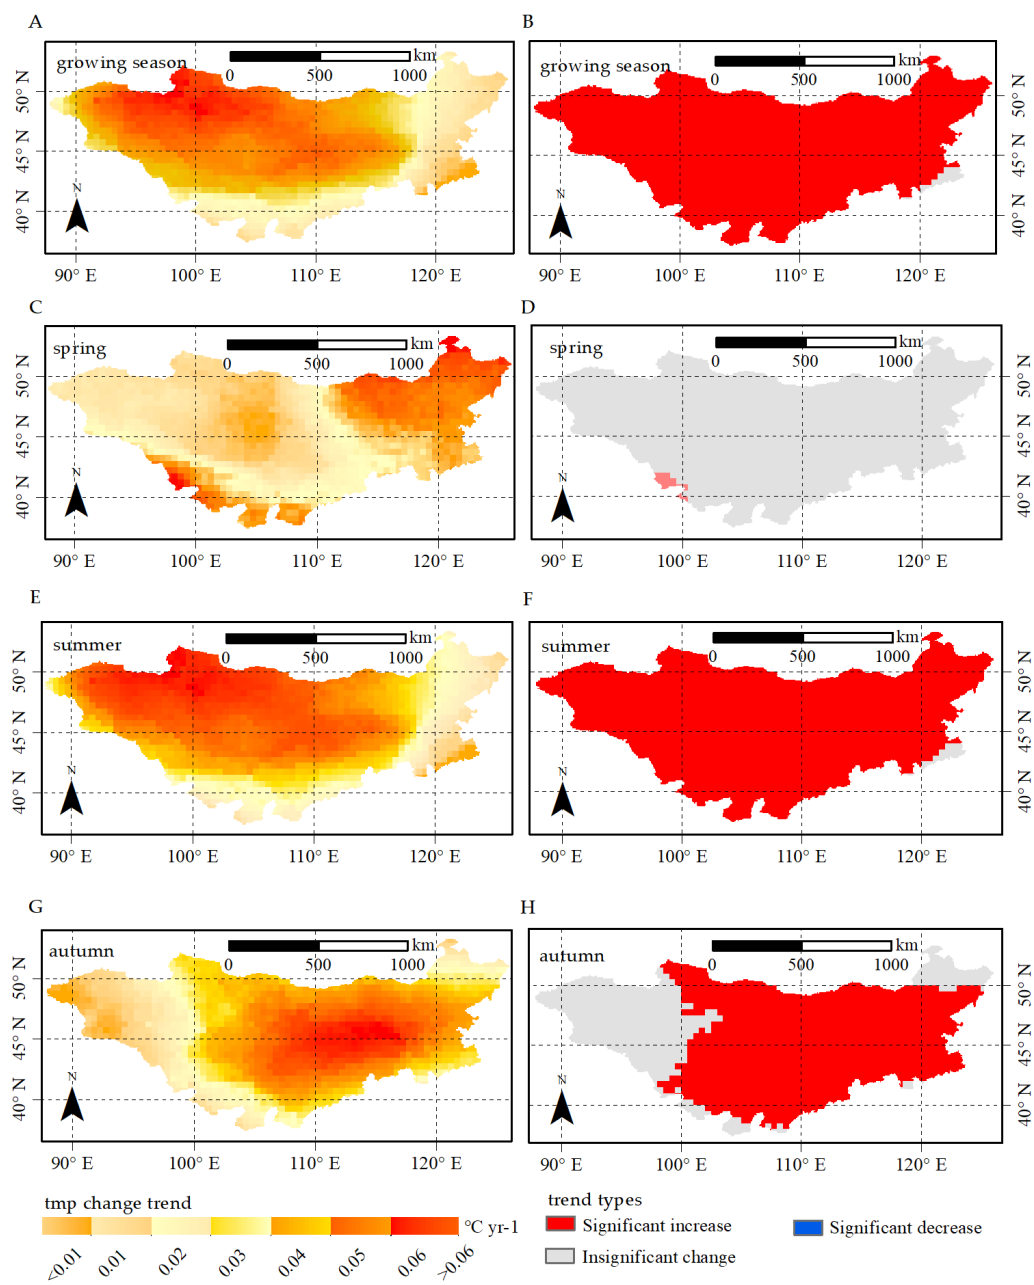 A
B
growing season
km
0
500
1000
growing season
km
0
500
1000
50° N
45° N
40° N
N
N
50° N
45° N
40° N
90° E
100° E
110° E
120° E
90° E
100° E
110° E
120° E
C
D
spring
km
0
500
1000
spring
km
0
500
1000
50° N
45° N
40° N
N
N
50° N
45° N
40° N
90° E
100° E
110° E
120° E
90° E
100° E
110° E
120° E
E
F
summer
km
0
500
1000
summer
km
0
500
1000
50° N
45° N
40° N
N
N
50° N
45° N
40° N
90° E
100° E
110° E
120° E
90° E
100° E
110° E
120° E
G
H
autumn
km
0
500
1000
autumn
km
0
500
1000
50° N
45° N
40° N
N
N
50° N
45° N
40° N
90° E
100° E
110° E
120° E
90° E
100° E
110° E
120° E
tmp change trend
°C yr-1
<0.01
0.01
0.02
0.03
0.04
0.05
0.06
>0.06
trend types
Significant increase
Significant decrease
Insignificant change